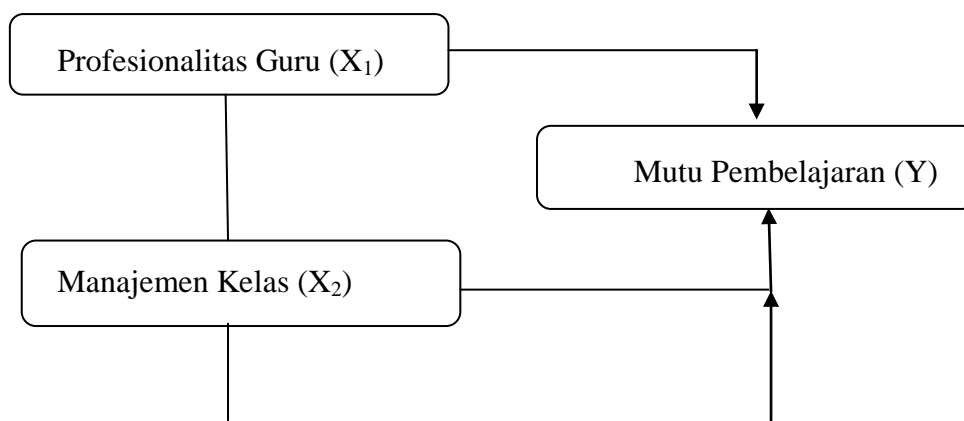 Profesionalitas Guru (X₁)
Mutu Pembelajaran (Y)
Manajemen Kelas (X₂)